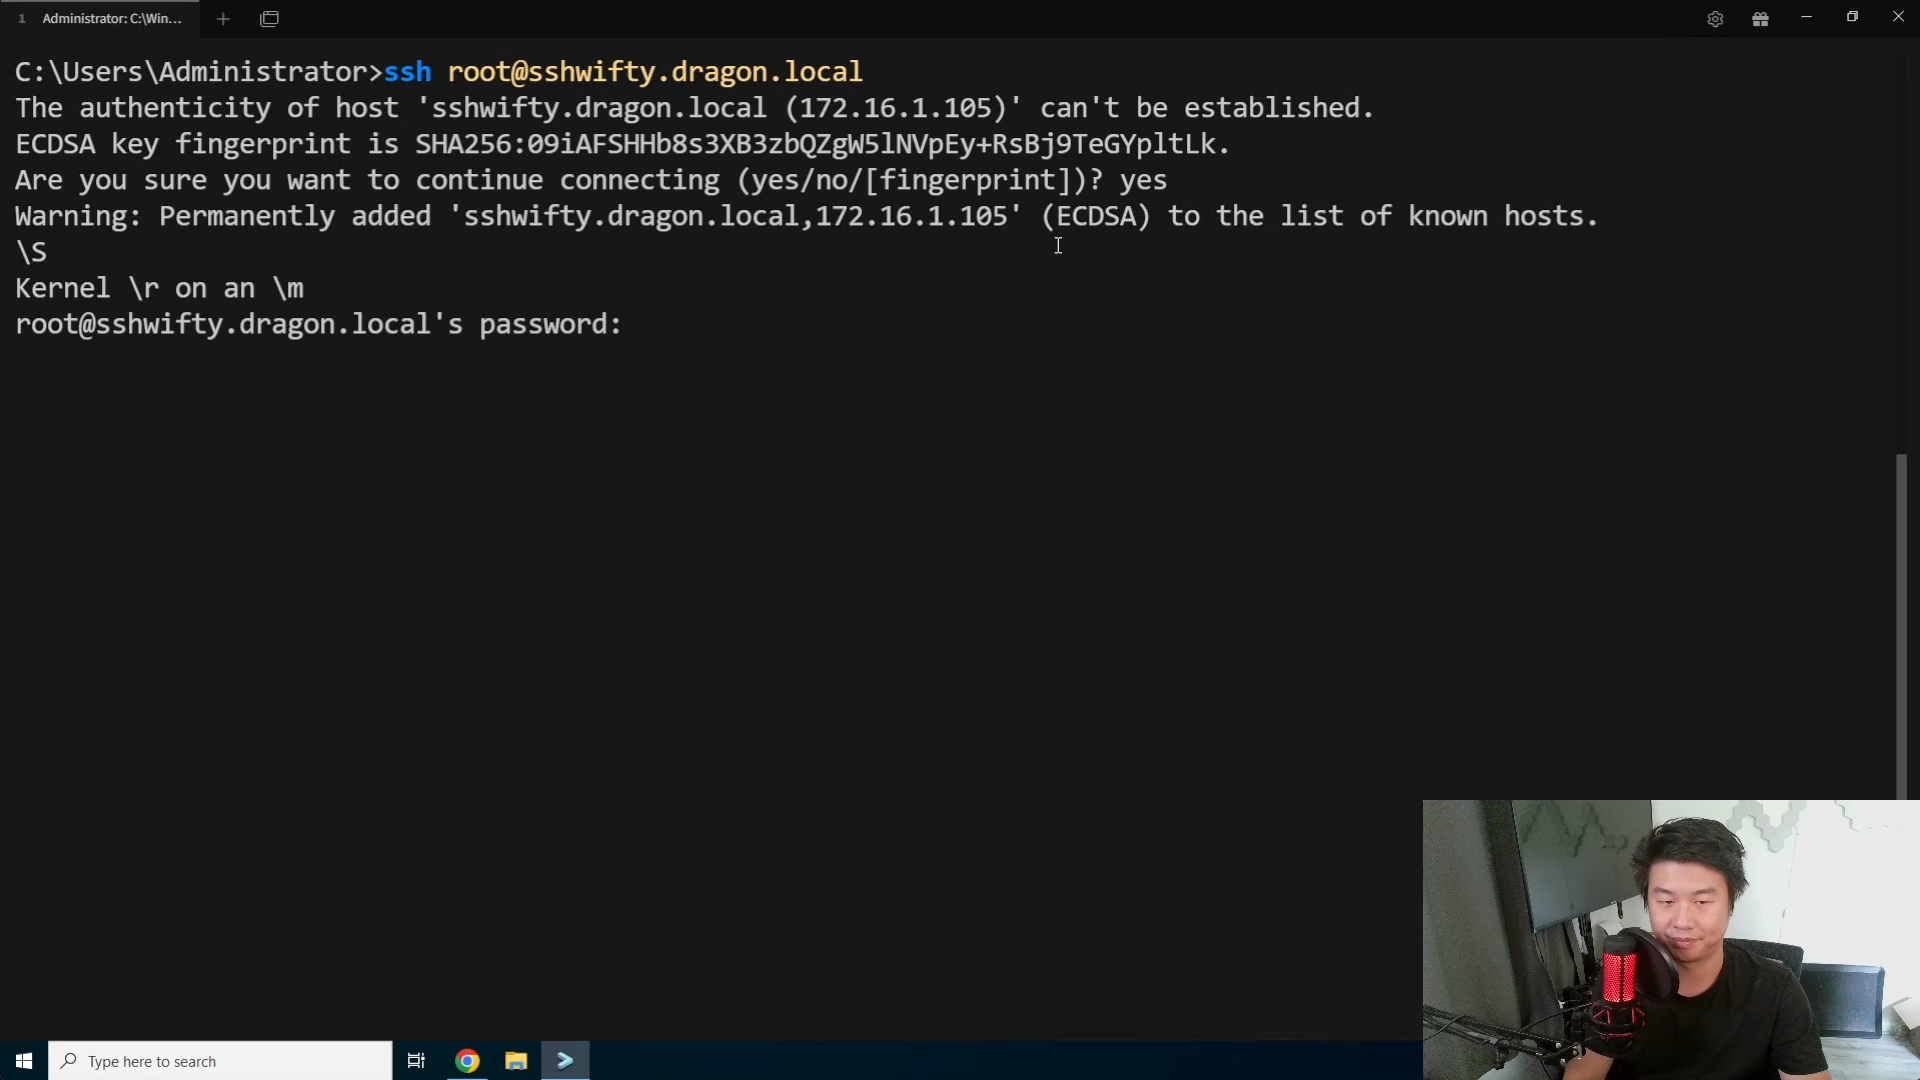 1 Administrator: C:\Win...
C:\Users\Administrator>ssh root@sshwifty.dragon.local
The authenticity of host 'sshwifty.dragon.local (172.16.1.105)' can't be established.
ECDSA key fingerprint is SHA256:09iAFSHHb8s3XB3zbQZgW5lNVpEy+RsBj9TeGYpltLk.
Are you sure you want to continue connecting (yes/no/[fingerprint])? yes
Warning: Permanently added 'sshwifty.dragon.local,172.16.1.105' (ECDSA) to the list of known hosts.
\S
Kernel \r on an \m
root@sshwifty.dragon.local's password:
Type here to search